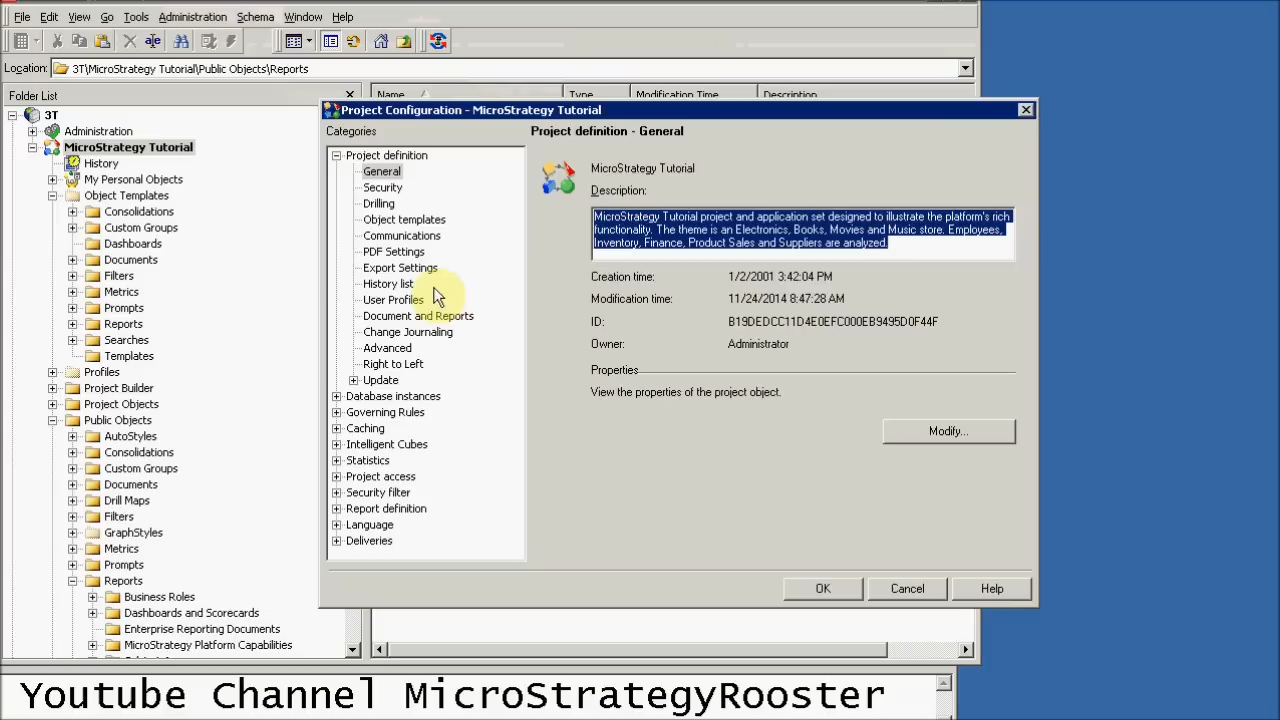 File Edit View Go Tools Administration Schema Window Help
Location: 3T\MicroStrategy Tutorial\Public Objects\Reports
Folder List
Name Type Modification Time Description
3T
Administration
MicroStrategy Tutorial
History
My Personal Objects
Object Templates
Consolidations
Custom Groups
Dashboards
Documents
Filters
Metrics
Prompts
Reports
Searches
Templates
Profiles
Project Builder
Project Objects
Public Objects
AutoStyles
Consolidations
Custom Groups
Documents
Drill Maps
Filters
GraphStyles
Metrics
Prompts
Reports
Business Roles
Dashboards and Scorecards
Enterprise Reporting Documents
MicroStrategy Platform Capabilities
Project Configuration - MicroStrategy Tutorial
Categories
Project definition
General
Security
Drilling
Object templates
Communications
PDF Settings
Export Settings
History list
User Profiles
Document and Reports
Change Journaling
Advanced
Right to Left
Update
Database instances
Governing Rules
Caching
Intelligent Cubes
Statistics
Project access
Security filter
Report definition
Language
Deliveries
Project definition - General
MicroStrategy Tutorial
Description:
MicroStrategy Tutorial project and application set designed to illustrate the platform's rich
functionality. The theme is an Electronics, Books, Movies and Music store. Employees,
Inventory, Finance, Product Sales and Suppliers are analyzed.
Creation time: 1/2/2001 3:42:04 PM
Modification time: 11/24/2014 8:47:28 AM
ID: B19DEDCC11D4E0EFC000EB9495D0F44F
Owner: Administrator
Properties
View the properties of the project object.
Modify...
OK Cancel Help
Youtube Channel MicroStrategyRooster